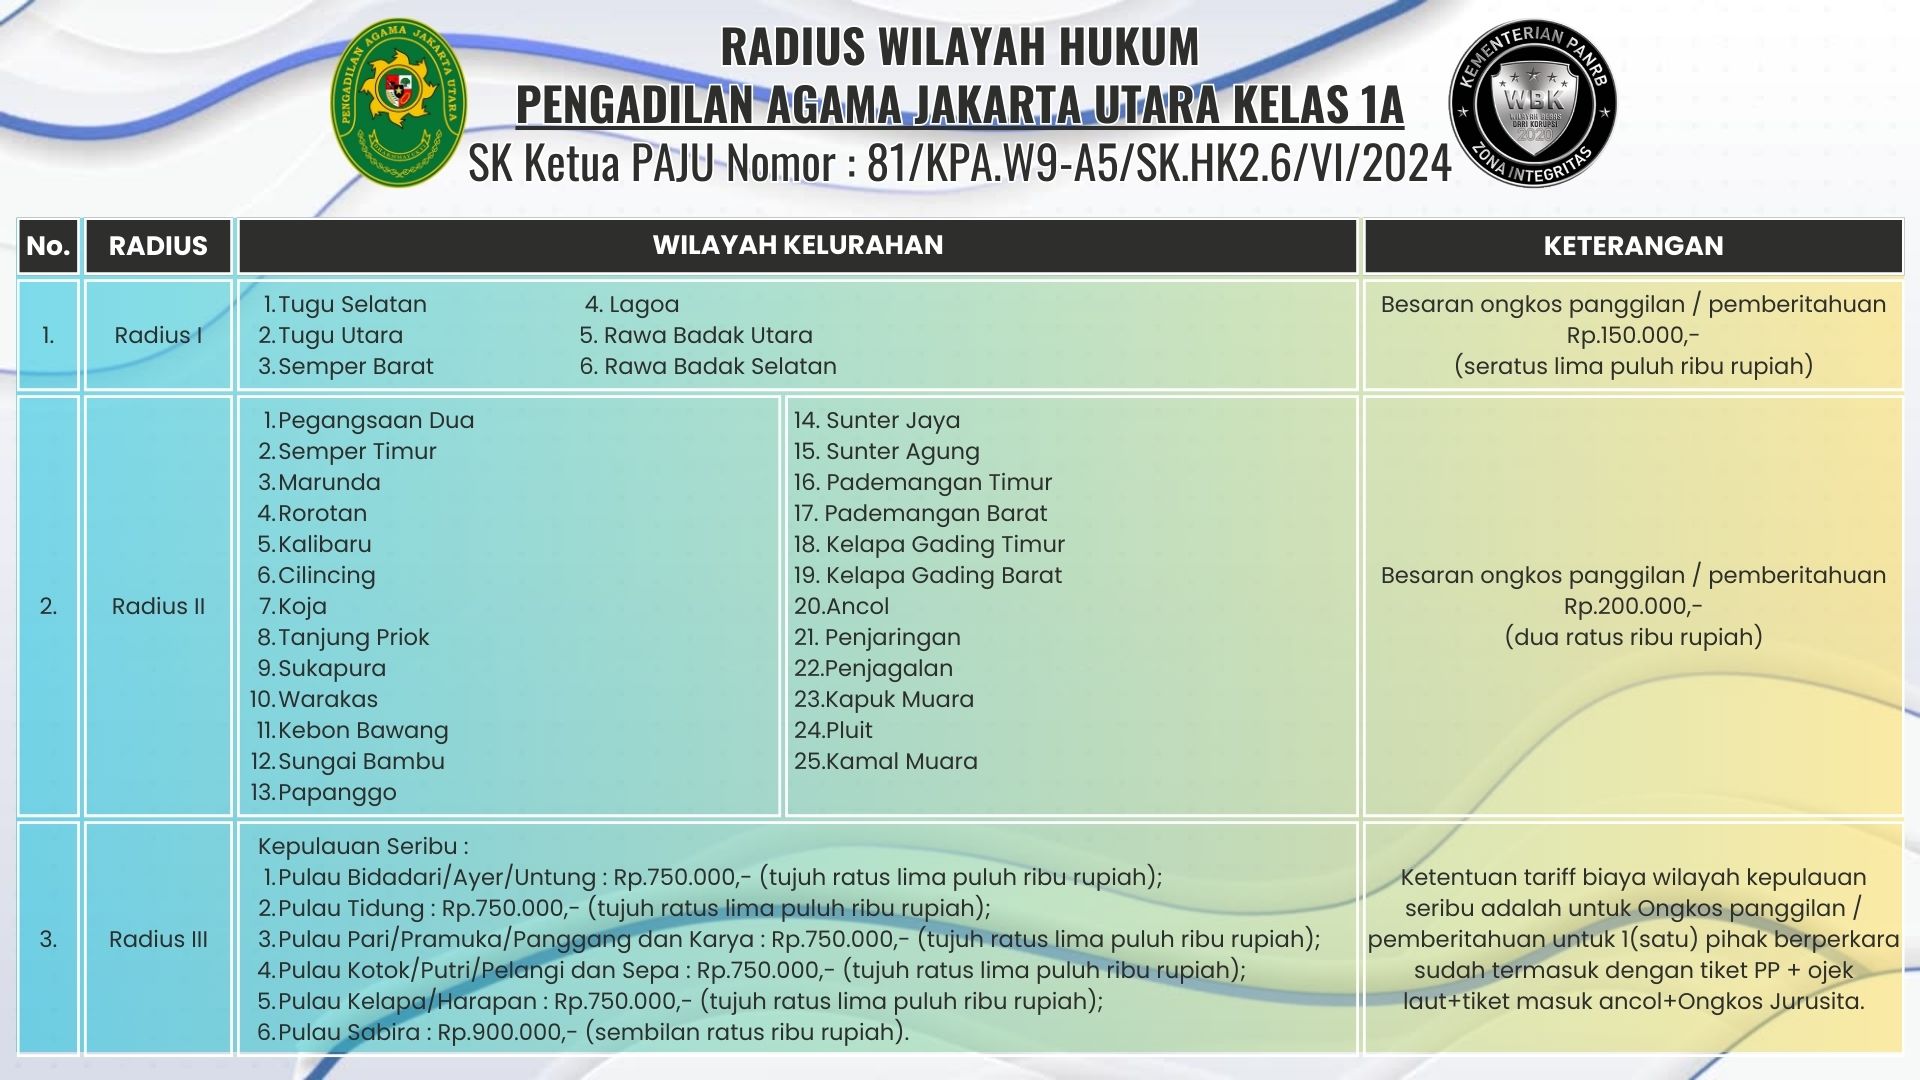 RADIUS WILAYAH HUKUM
PENGADILAN AGAMA JAKARTA UTARA KELAS 1A
SK Ketua PAJU Nomor : 81/KPA.W9-A5/SK.HK2.6/VI/2024
PENGADILAN AGAMA JAKARTA UTARA
KEMENTERIAN PANRB
WBK
WILAYAH BEBAS
DARI KORUPSI
2020
ZONA INTEGRITAS
No. RADIUS WILAYAH KELURAHAN KETERANGAN
1. Radius I
1.Tugu Selatan 4. Lagoa
2.Tugu Utara 5. Rawa Badak Utara
3.Semper Barat 6. Rawa Badak Selatan
Besaran ongkos panggilan / pemberitahuan
Rp.150.000,-
(seratus lima puluh ribu rupiah)
2. Radius II
1.Pegangsaan Dua
2.Semper Timur
3.Marunda
4.Rorotan
5.Kalibaru
6.Cilincing
7.Koja
8.Tanjung Priok
9.Sukapura
10.Warakas
11.Kebon Bawang
12.Sungai Bambu
13.Papanggo
14. Sunter Jaya
15. Sunter Agung
16. Pademangan Timur
17. Pademangan Barat
18. Kelapa Gading Timur
19. Kelapa Gading Barat
20.Ancol
21. Penjaringan
22.Penjagalan
23.Kapuk Muara
24.Pluit
25.Kamal Muara
Besaran ongkos panggilan / pemberitahuan
Rp.200.000,-
(dua ratus ribu rupiah)
3. Radius III
Kepulauan Seribu :
1.Pulau Bidadari/Ayer/Untung : Rp.750.000,- (tujuh ratus lima puluh ribu rupiah);
2.Pulau Tidung : Rp.750.000,- (tujuh ratus lima puluh ribu rupiah);
3.Pulau Pari/Pramuka/Panggang dan Karya : Rp.750.000,- (tujuh ratus lima puluh ribu rupiah);
4.Pulau Kotok/Putri/Pelangi dan Sepa : Rp.750.000,- (tujuh ratus lima puluh ribu rupiah);
5.Pulau Kelapa/Harapan : Rp.750.000,- (tujuh ratus lima puluh ribu rupiah);
6.Pulau Sabira : Rp.900.000,- (sembilan ratus ribu rupiah).
Ketentuan tariff biaya wilayah kepulauan
seribu adalah untuk Ongkos panggilan /
pemberitahuan untuk 1(satu) pihak berperkara
sudah termasuk dengan tiket PP + ojek
laut+tiket masuk ancol+Ongkos Jurusita.